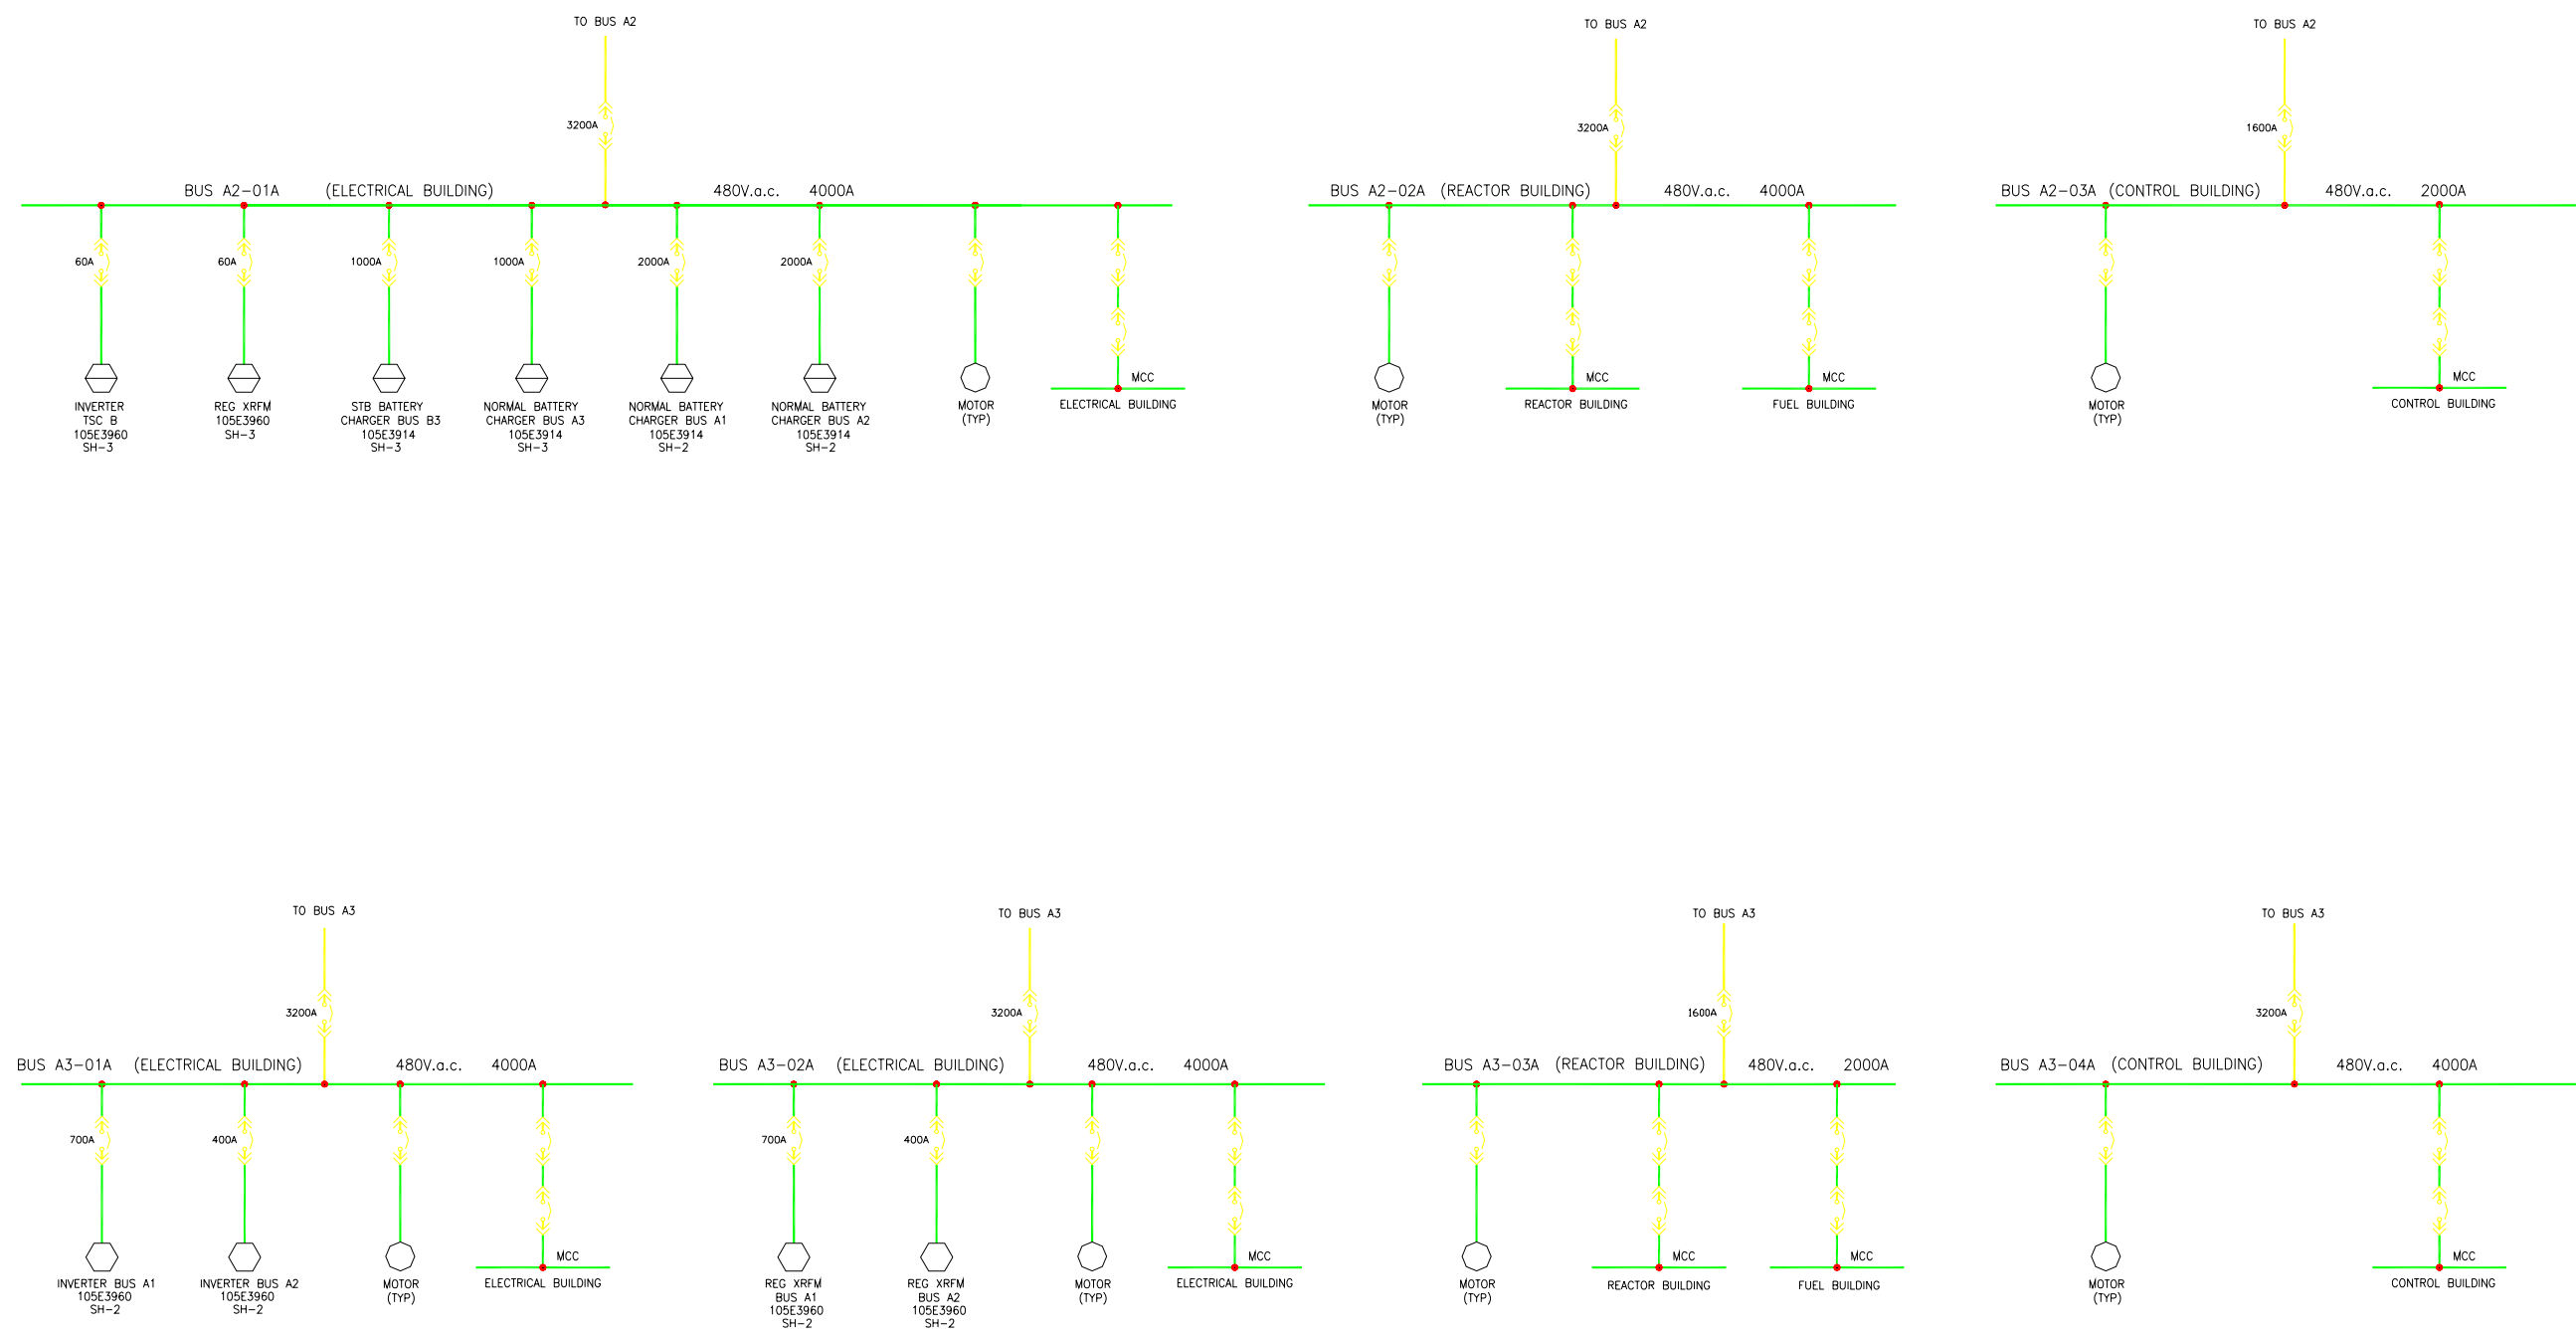 TO BUS A2
3200A
BUS A2-01A (ELECTRICAL BUILDING) 480V.a.c. 4000A
60A
60A
1000A
1000A
2000A
2000A
INVERTER
TSC B
105E3960
SH-3
REG XRFM
105E3960
SH-3
STB BATTERY
CHARGER BUS B3
105E3914
SH-3
NORMAL BATTERY
CHARGER BUS A3
105E3914
SH-3
NORMAL BATTERY
CHARGER BUS A1
105E3914
SH-2
NORMAL BATTERY
CHARGER BUS A2
105E3914
SH-2
MOTOR
(TYP)
MCC
ELECTRICAL BUILDING
TO BUS A2
3200A
BUS A2-02A (REACTOR BUILDING) 480V.a.c. 4000A
MOTOR
(TYP)
MCC
REACTOR BUILDING
MCC
FUEL BUILDING
TO BUS A2
1600A
BUS A2-03A (CONTROL BUILDING) 480V.a.c. 2000A
MOTOR
(TYP)
MCC
CONTROL BUILDING
TO BUS A3
3200A
BUS A3-01A (ELECTRICAL BUILDING) 480V.a.c. 4000A
700A
400A
INVERTER BUS A1
105E3960
SH-2
INVERTER BUS A2
105E3960
SH-2
MOTOR
(TYP)
MCC
ELECTRICAL BUILDING
TO BUS A3
3200A
BUS A3-02A (ELECTRICAL BUILDING) 480V.a.c. 4000A
700A
400A
REG XRFM
BUS A1
105E3960
SH-2
REG XRFM
BUS A2
105E3960
SH-2
MOTOR
(TYP)
MCC
ELECTRICAL BUILDING
TO BUS A3
1600A
BUS A3-03A (REACTOR BUILDING) 480V.a.c. 2000A
MOTOR
(TYP)
MCC
REACTOR BUILDING
MCC
FUEL BUILDING
TO BUS A3
3200A
BUS A3-04A (CONTROL BUILDING) 480V.a.c. 4000A
MOTOR
(TYP)
MCC
CONTROL BUILDING